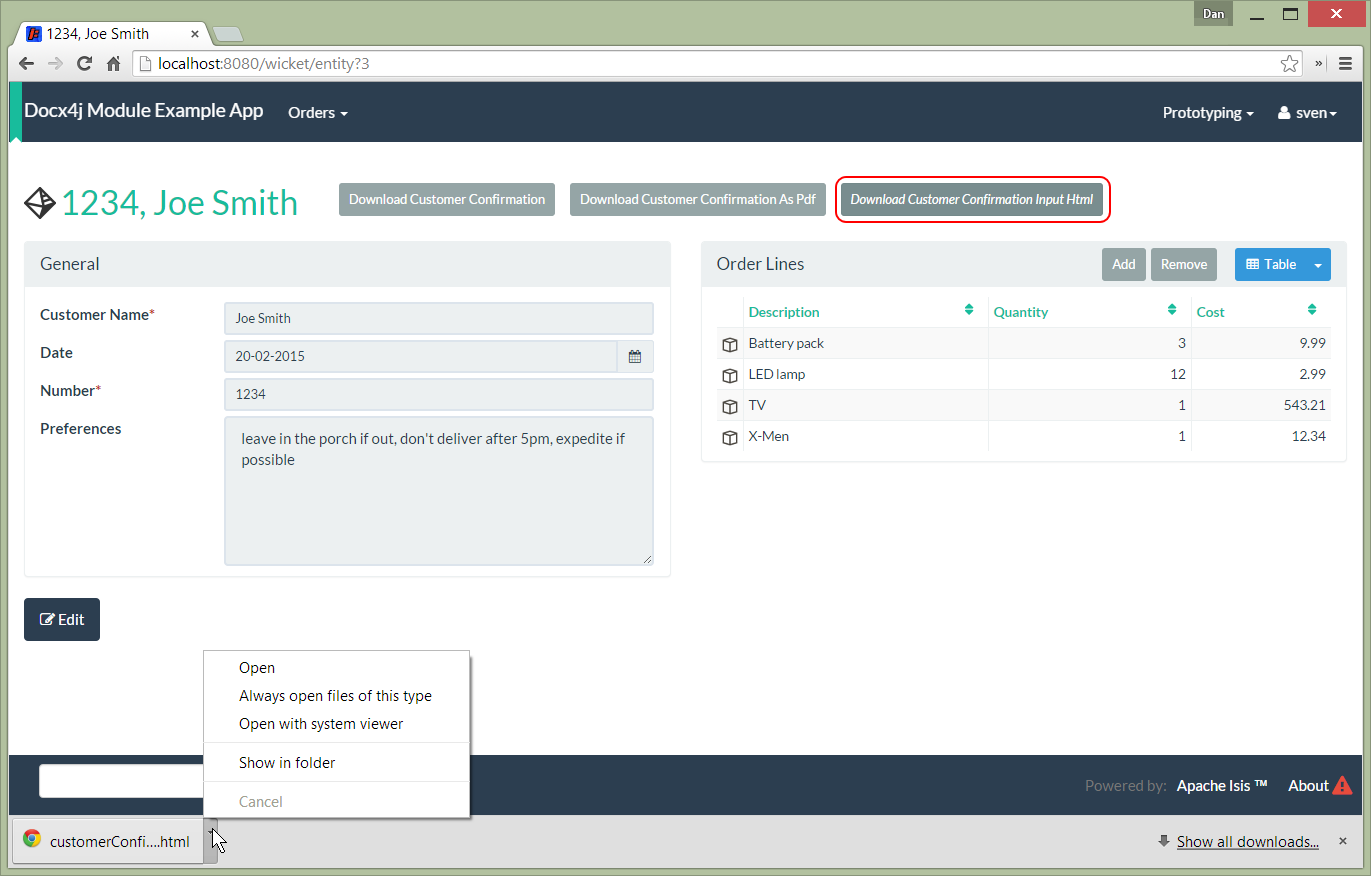 Dan
1234, Joe Smith
localhost:8080/wicket/entity?3
Docx4j Module Example App
Orders
Prototyping
sven
1234, Joe Smith
Download Customer Confirmation
Download Customer Confirmation As Pdf
Download Customer Confirmation Input Html
General
Customer Name*
Joe Smith
Date
20-02-2015
Number*
1234
Preferences
leave in the porch if out, don't deliver after 5pm, expedite if
possible
Edit
Order Lines
Add
Remove
Table
Description Quantity Cost
Battery pack 3 9.99
LED lamp 12 2.99
TV 1 543.21
X-Men 1 12.34
Open
Always open files of this type
Open with system viewer
Show in folder
Cancel
Powered by: Apache Isis ™ About
customerConfi....html
Show all downloads...